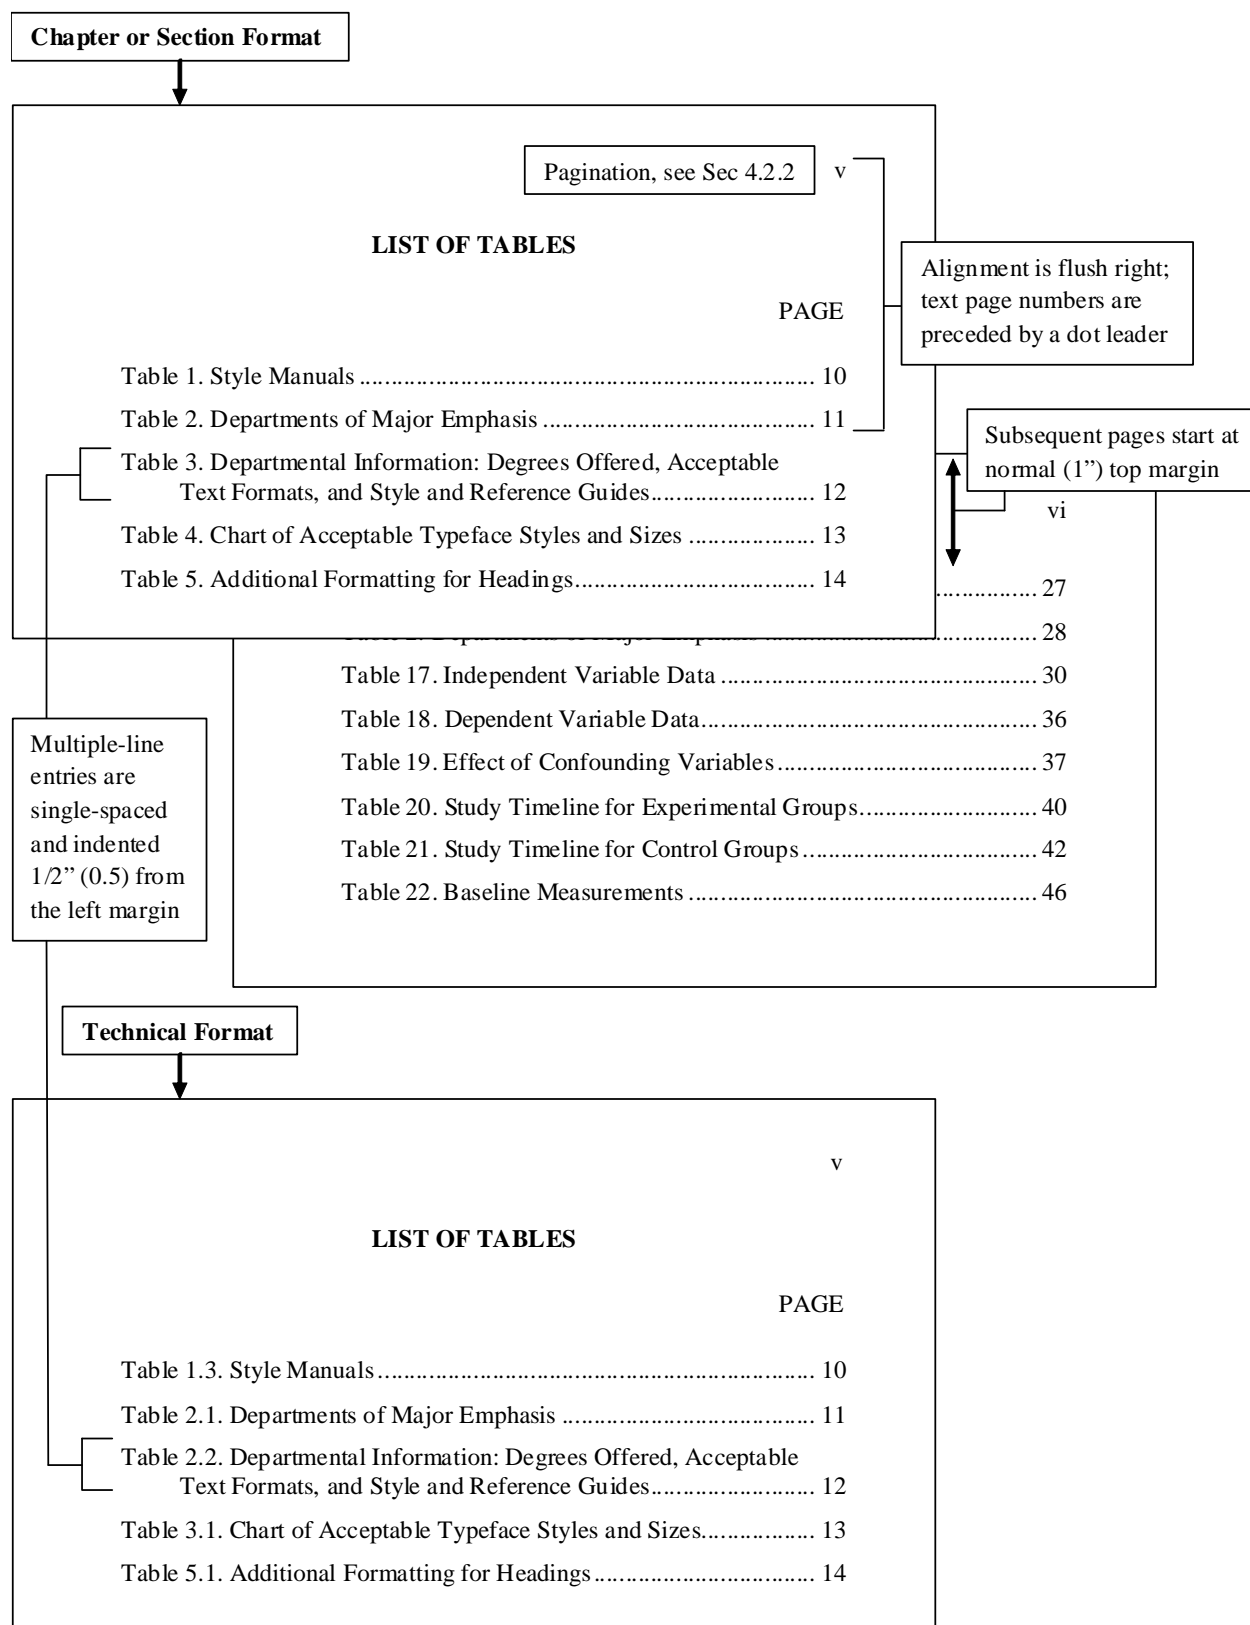 Chapter or Section Format
Pagination, see Sec 4.2.2
v
LIST OF TABLES
PAGE
Alignment is flush right;
text page numbers are
preceded by a dot leader
Table 1. Style Manuals ........................................................................ 10
Table 2. Departments of Major Emphasis .......................................... 11
Table 3. Departmental Information: Degrees Offered, Acceptable
Text Formats, and Style and Reference Guides.......................... 12
Table 4. Chart of Acceptable Typeface Styles and Sizes .................... 13
Table 5. Additional Formatting for Headings...................................... 14
Subsequent pages start at
normal (1”) top margin
vi
................ 27
................ 28
Table 17. Independent Variable Data .................................................. 30
Table 18. Dependent Variable Data..................................................... 36
Table 19. Effect of Confounding Variables......................................... 37
Table 20. Study Timeline for Experimental Groups............................ 40
Table 21. Study Timeline for Control Groups ..................................... 42
Table 22. Baseline Measurements ....................................................... 46
Multiple-line
entries are
single-spaced
and indented
1/2” (0.5) from
the left margin
Technical Format
v
LIST OF TABLES
PAGE
Table 1.3. Style Manuals..................................................................... 10
Table 2.1. Departments of Major Emphasis ........................................ 11
Table 2.2. Departmental Information: Degrees Offered, Acceptable
Text Formats, and Style and Reference Guides.......................... 12
Table 3.1. Chart of Acceptable Typeface Styles and Sizes.................. 13
Table 5.1. Additional Formatting for Headings................................... 14